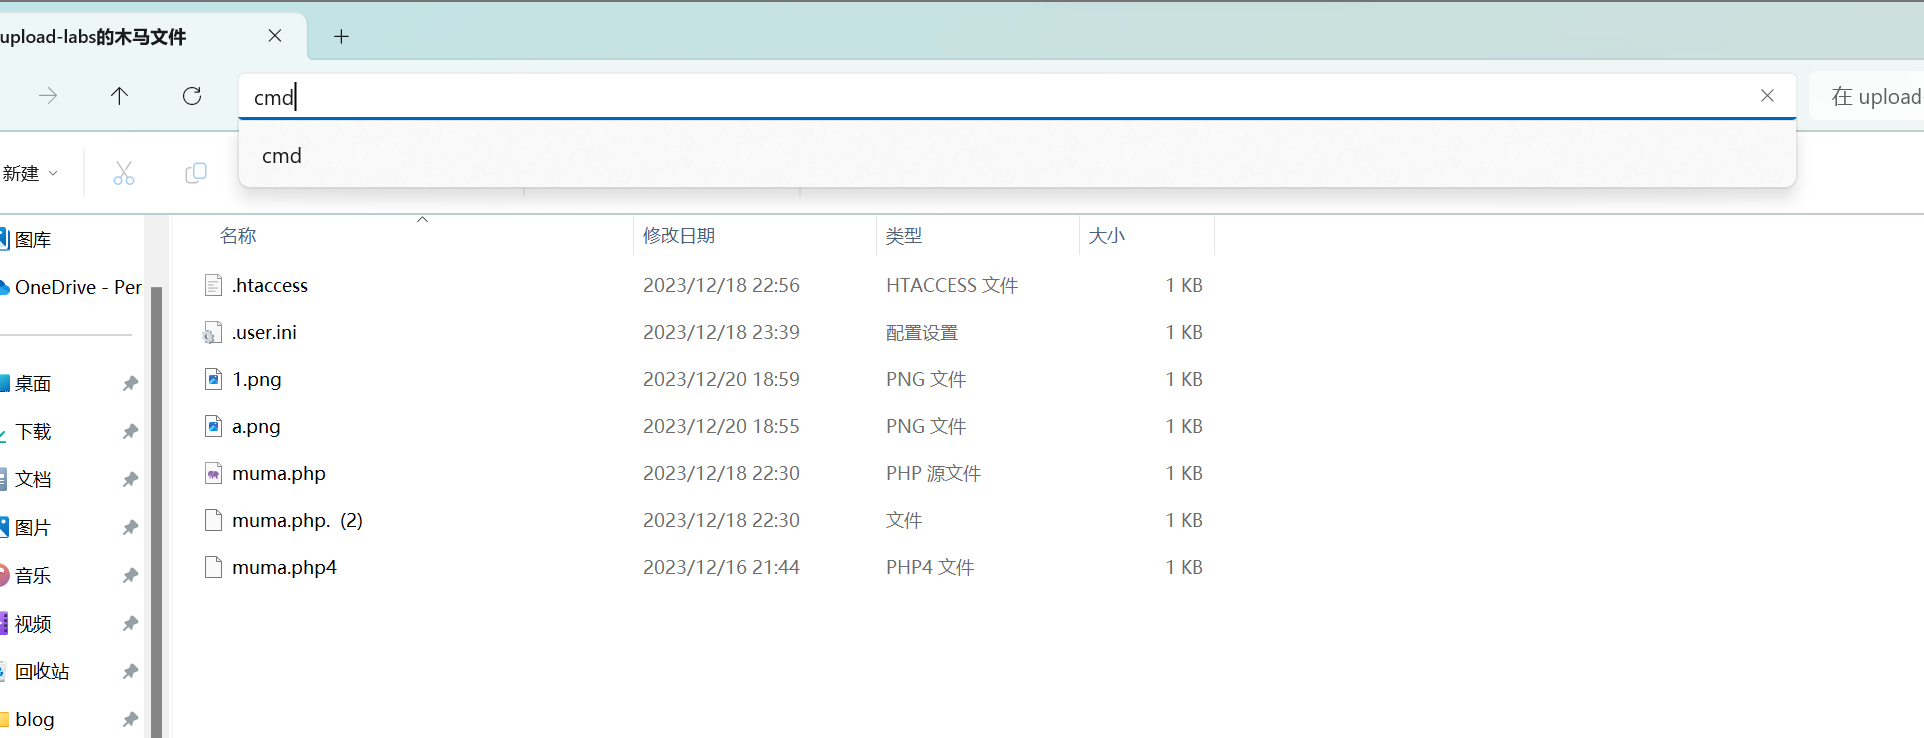 upload-labs的木马文件
cmd
在 upload
cmd
新建
名称 修改日期 类型 大小
图库
OneDrive - Per
桌面
下载
文档
图片
音乐
视频
回收站
blog
.htaccess 2023/12/18 22:56 HTACCESS 文件 1 KB
.user.ini 2023/12/18 23:39 配置设置 1 KB
1.png 2023/12/20 18:59 PNG 文件 1 KB
a.png 2023/12/20 18:55 PNG 文件 1 KB
muma.php 2023/12/18 22:30 PHP 源文件 1 KB
muma.php. (2) 2023/12/18 22:30 文件 1 KB
muma.php4 2023/12/16 21:44 PHP4 文件 1 KB